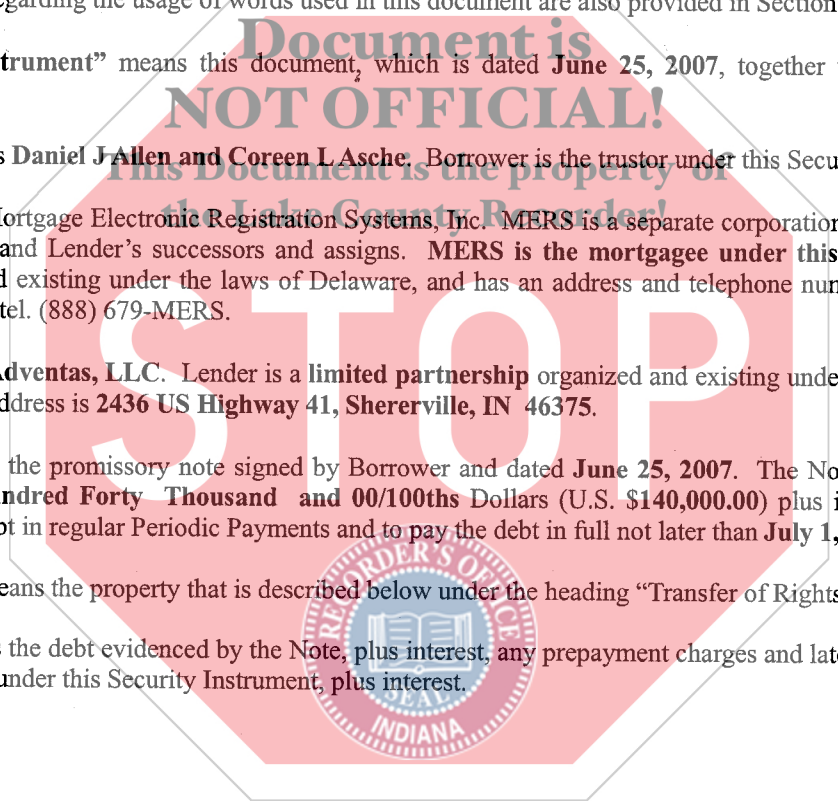 egarding the usage of words used in this document are also provided in Section
Document is
trument” means this document, which is dated June 25, 2007, together
NOT OFFICIAL!
s Daniel J Allen and Coreen L Asche. Borrower is the trustor under this Secu
This Document is the property of
the Lake County Recorder!
Mortgage Electronic Registration Systems, Inc. MERS is a separate corporation
and Lender’s successors and assigns. MERS is the mortgagee under this
d existing under the laws of Delaware, and has an address and telephone num
tel. (888) 679-MERS.
STOP
Adventas, LLC. Lender is a limited partnership organized and existing unde
ddress is 2436 US Highway 41, Shererville, IN 46375.
the promissory note signed by Borrower and dated June 25, 2007. The No
ndred Forty Thousand and 00/100ths Dollars (U.S. $140,000.00) plus i
bt in regular Periodic Payments and to pay the debt in full not later than July 1,
eans the property that is described below under the heading “Transfer of Rights
s the debt evidenced by the Note, plus interest, any prepayment charges and late
under this Security Instrument, plus interest.
RECORDER'S OFFICE
SEAL
INDIANA